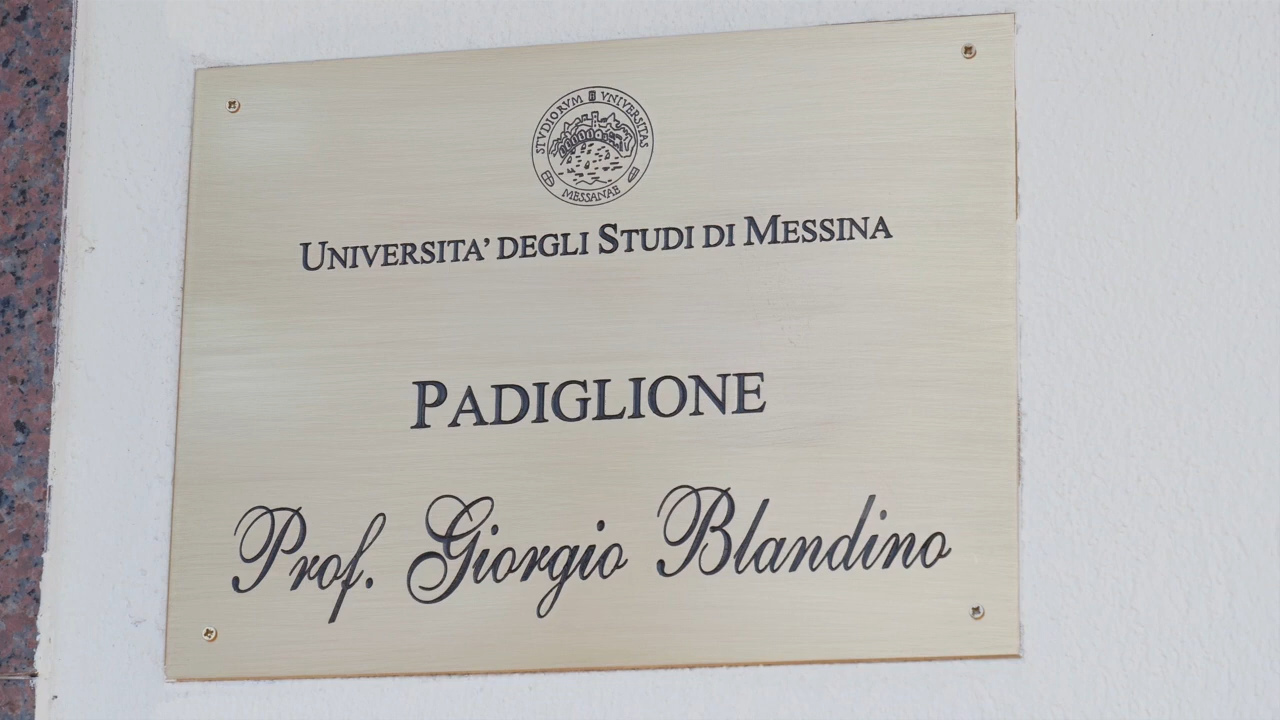 STVDIORVM VNIVERSITAS
MESSANAE
UNIVERSITA' DEGLI STUDI DI MESSINA
PADIGLIONE
Prof. Giorgio Blandino